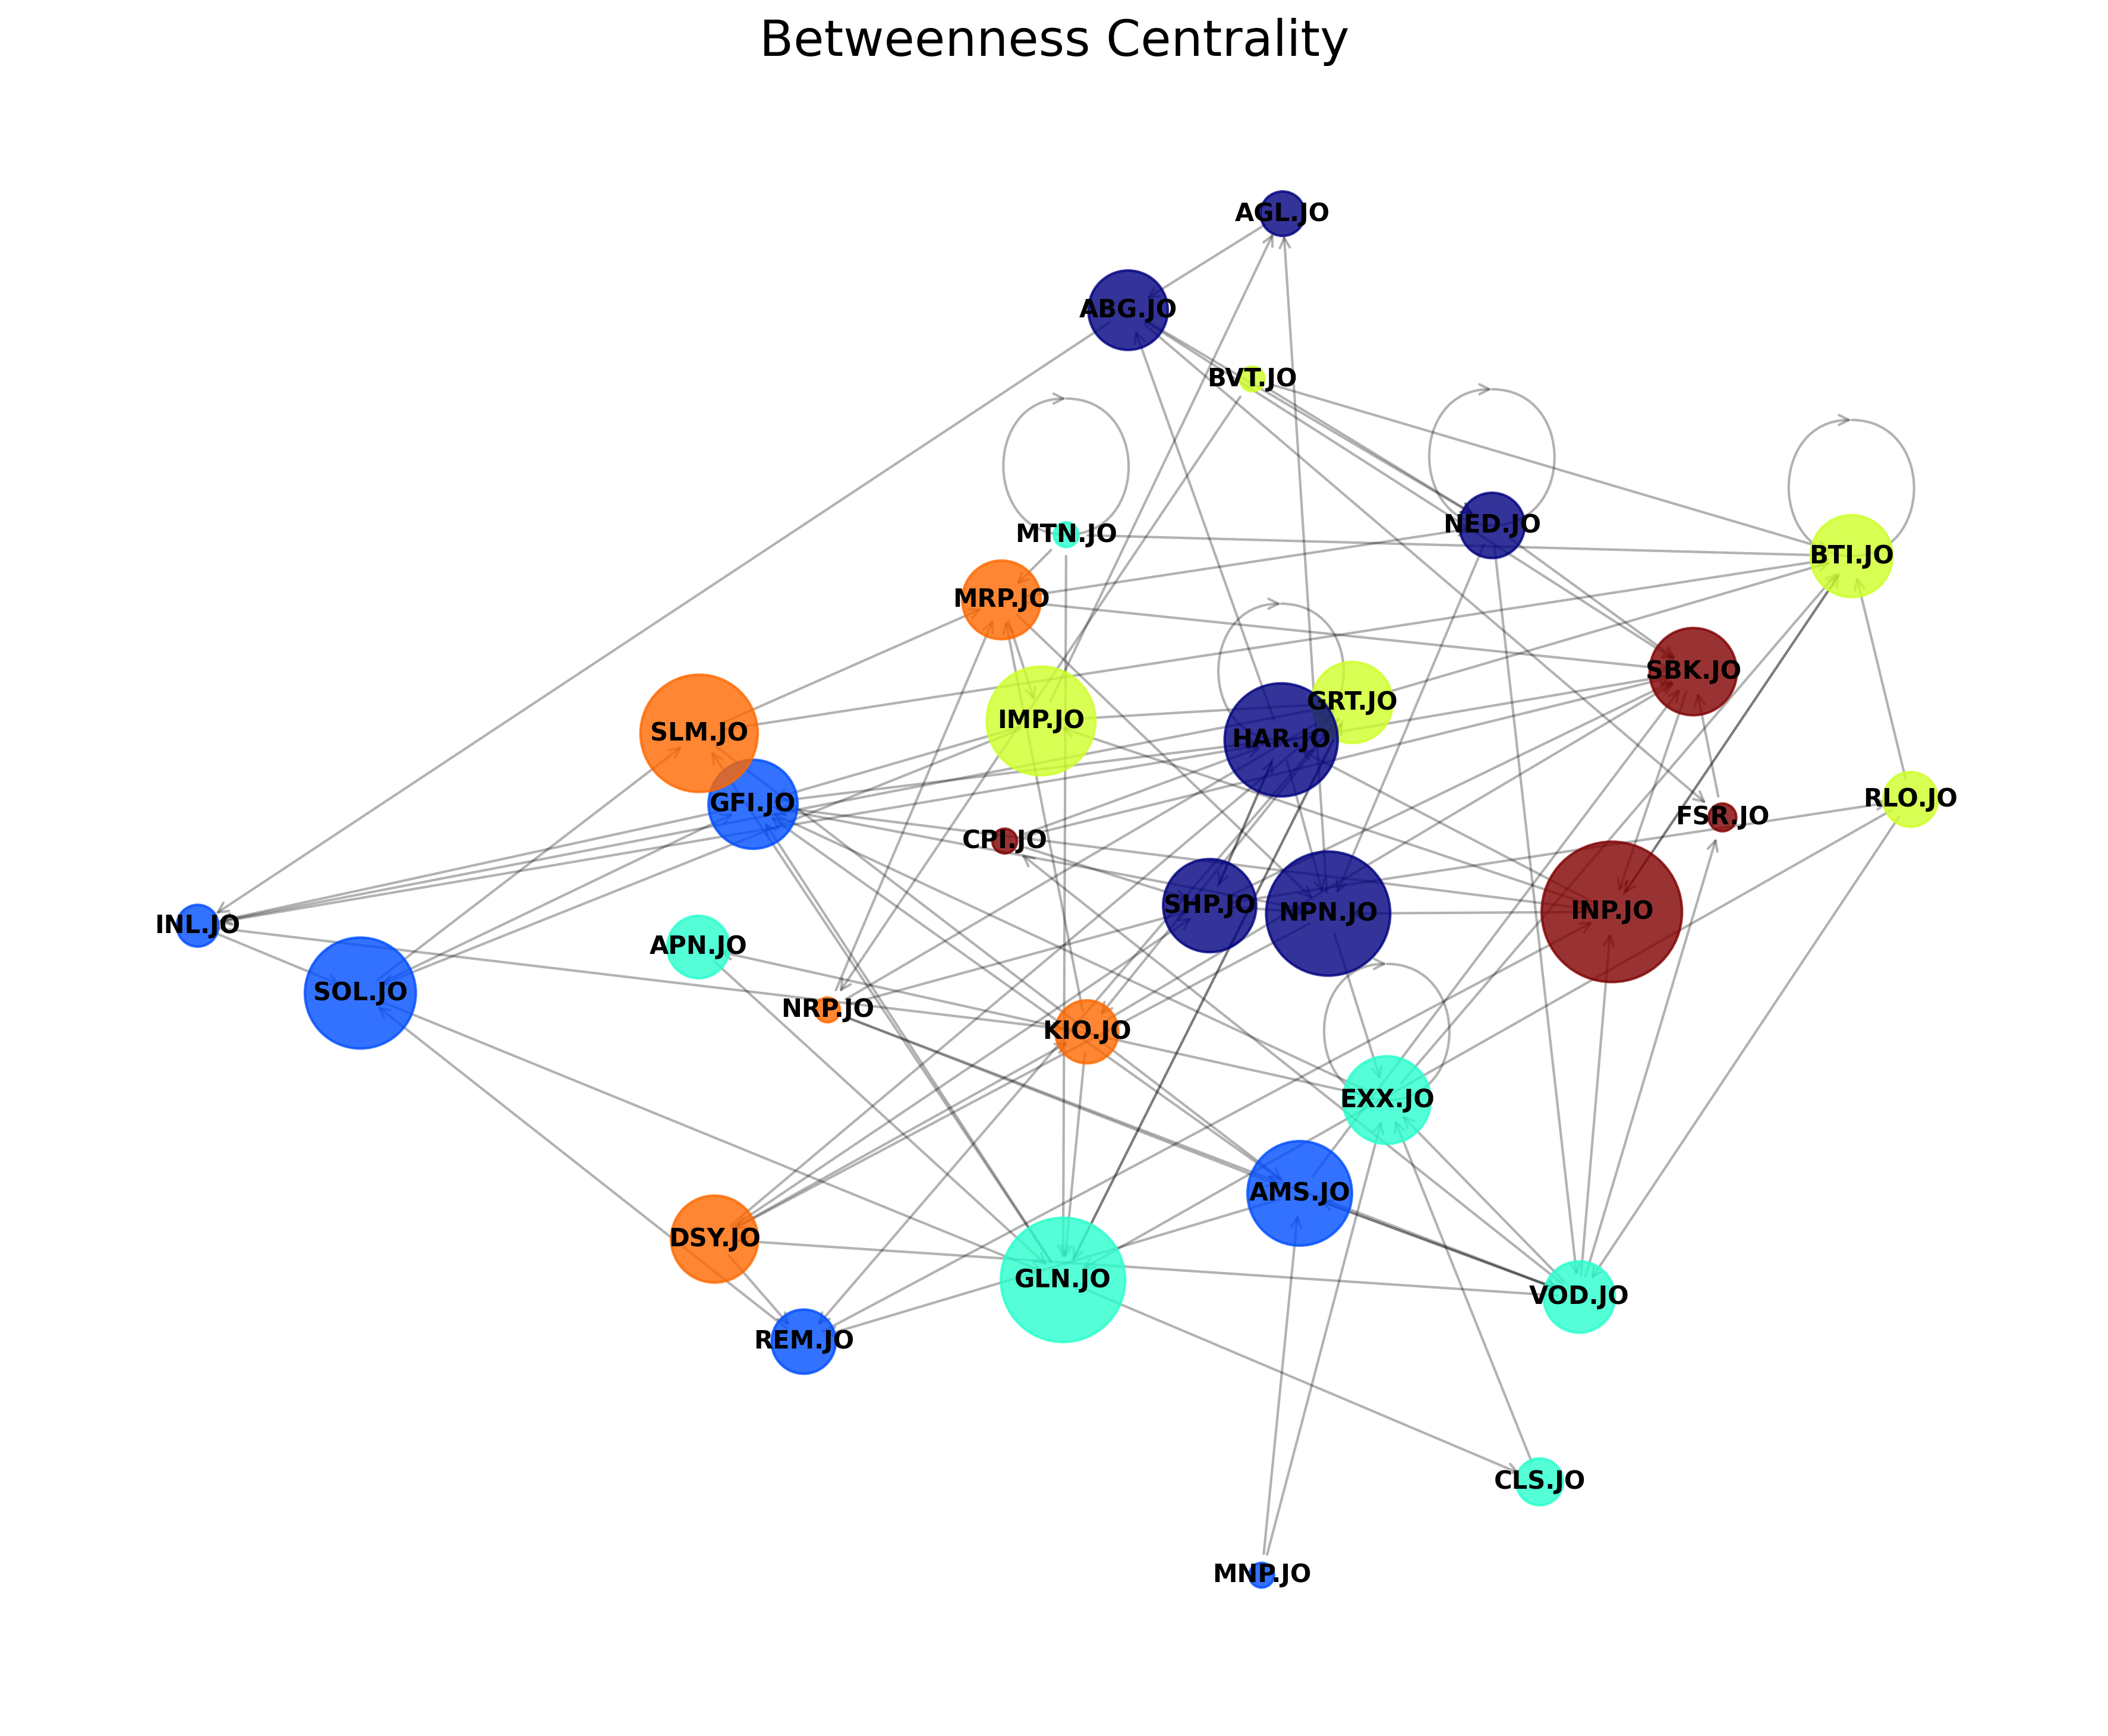 Betweenness Centrality
AGL.JO
ABG.JO
BVT.JO
NED.JO
MTN.JO
BTI.JO
MRP.JO
SBK.JO
GRT.JO
IMP.JO
SLM.JO
HAR.JO
RLO.JO
GFI.JO
FSR.JO
CPI.JO
SHP.JO
NPN.JO
INP.JO
INL.JO
APN.JO
SOL.JO
NRP.JO
KIO.JO
EXX.JO
AMS.JO
DSY.JO
GLN.JO
VOD.JO
REM.JO
CLS.JO
MNP.JO